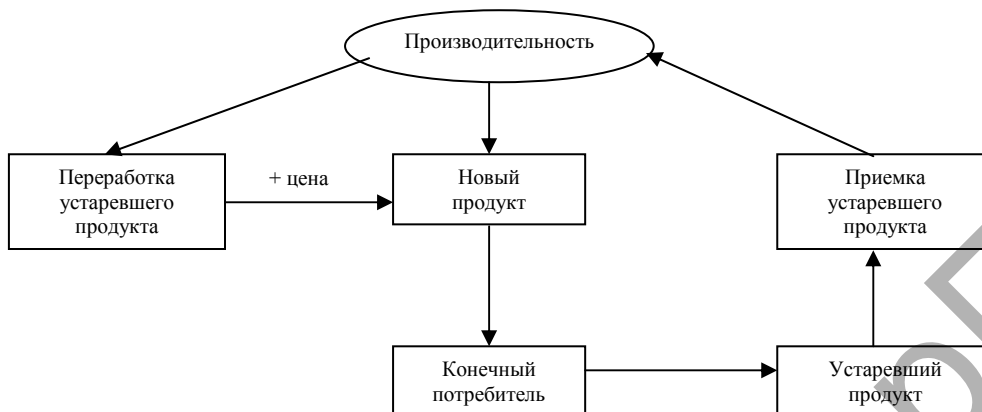 Производительность
Переработка
устаревшего
продукта
+ цена
Новый
продукт
Приемка
устаревшего
продукта
Конечный
потребитель
Устаревший
продукт